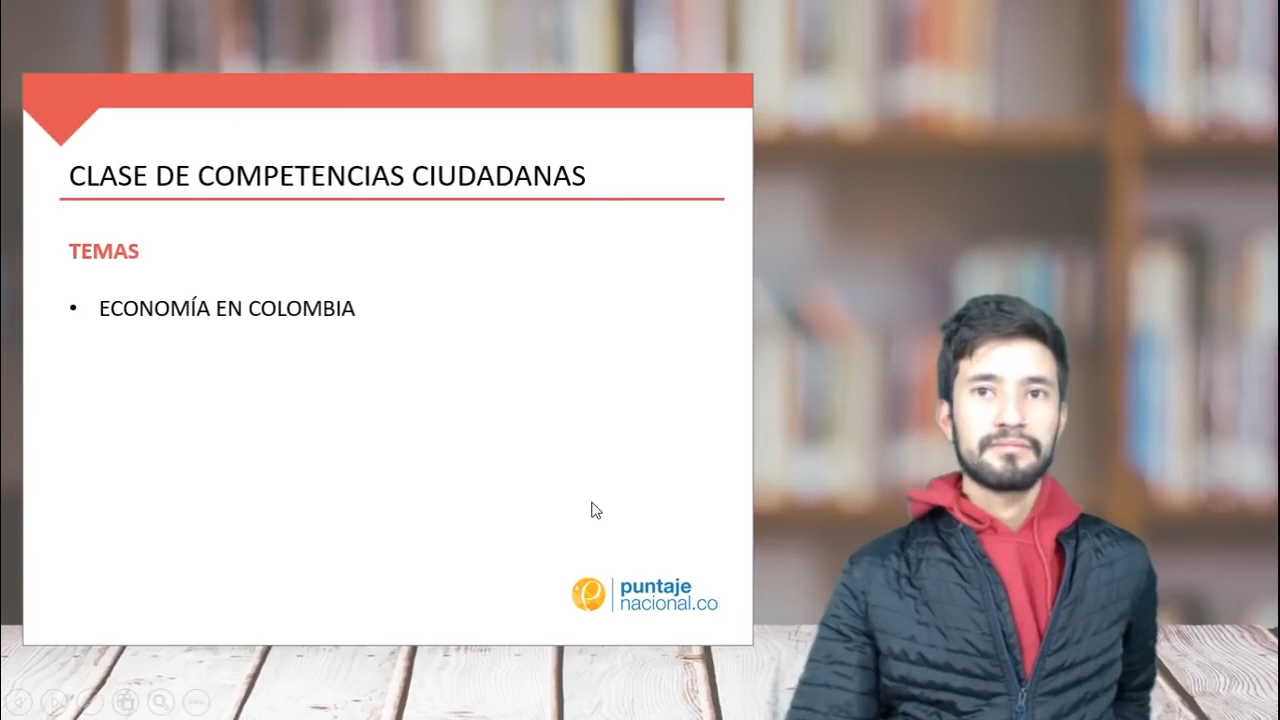 CLASE DE COMPETENCIAS CIUDADANAS
TEMAS
• ECONOMÍA EN COLOMBIA
puntaje
nacional.co